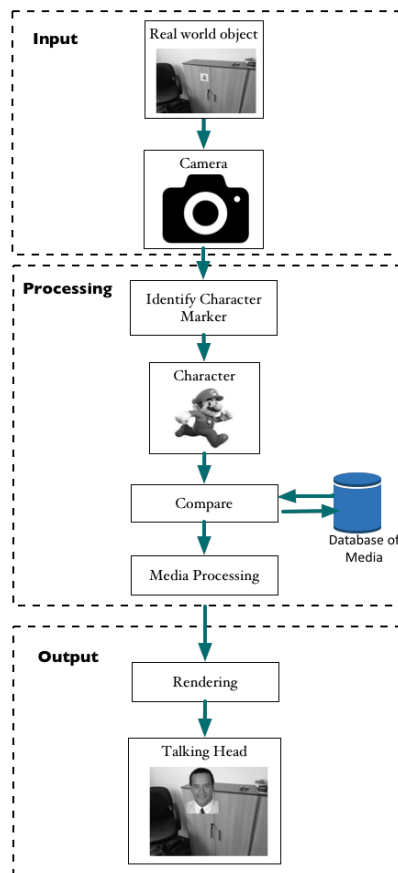 Input
Real world object
Camera
Processing
Identify Character
Marker
Character
Compare
Database of
Media
Media Processing
Output
Rendering
Talking Head